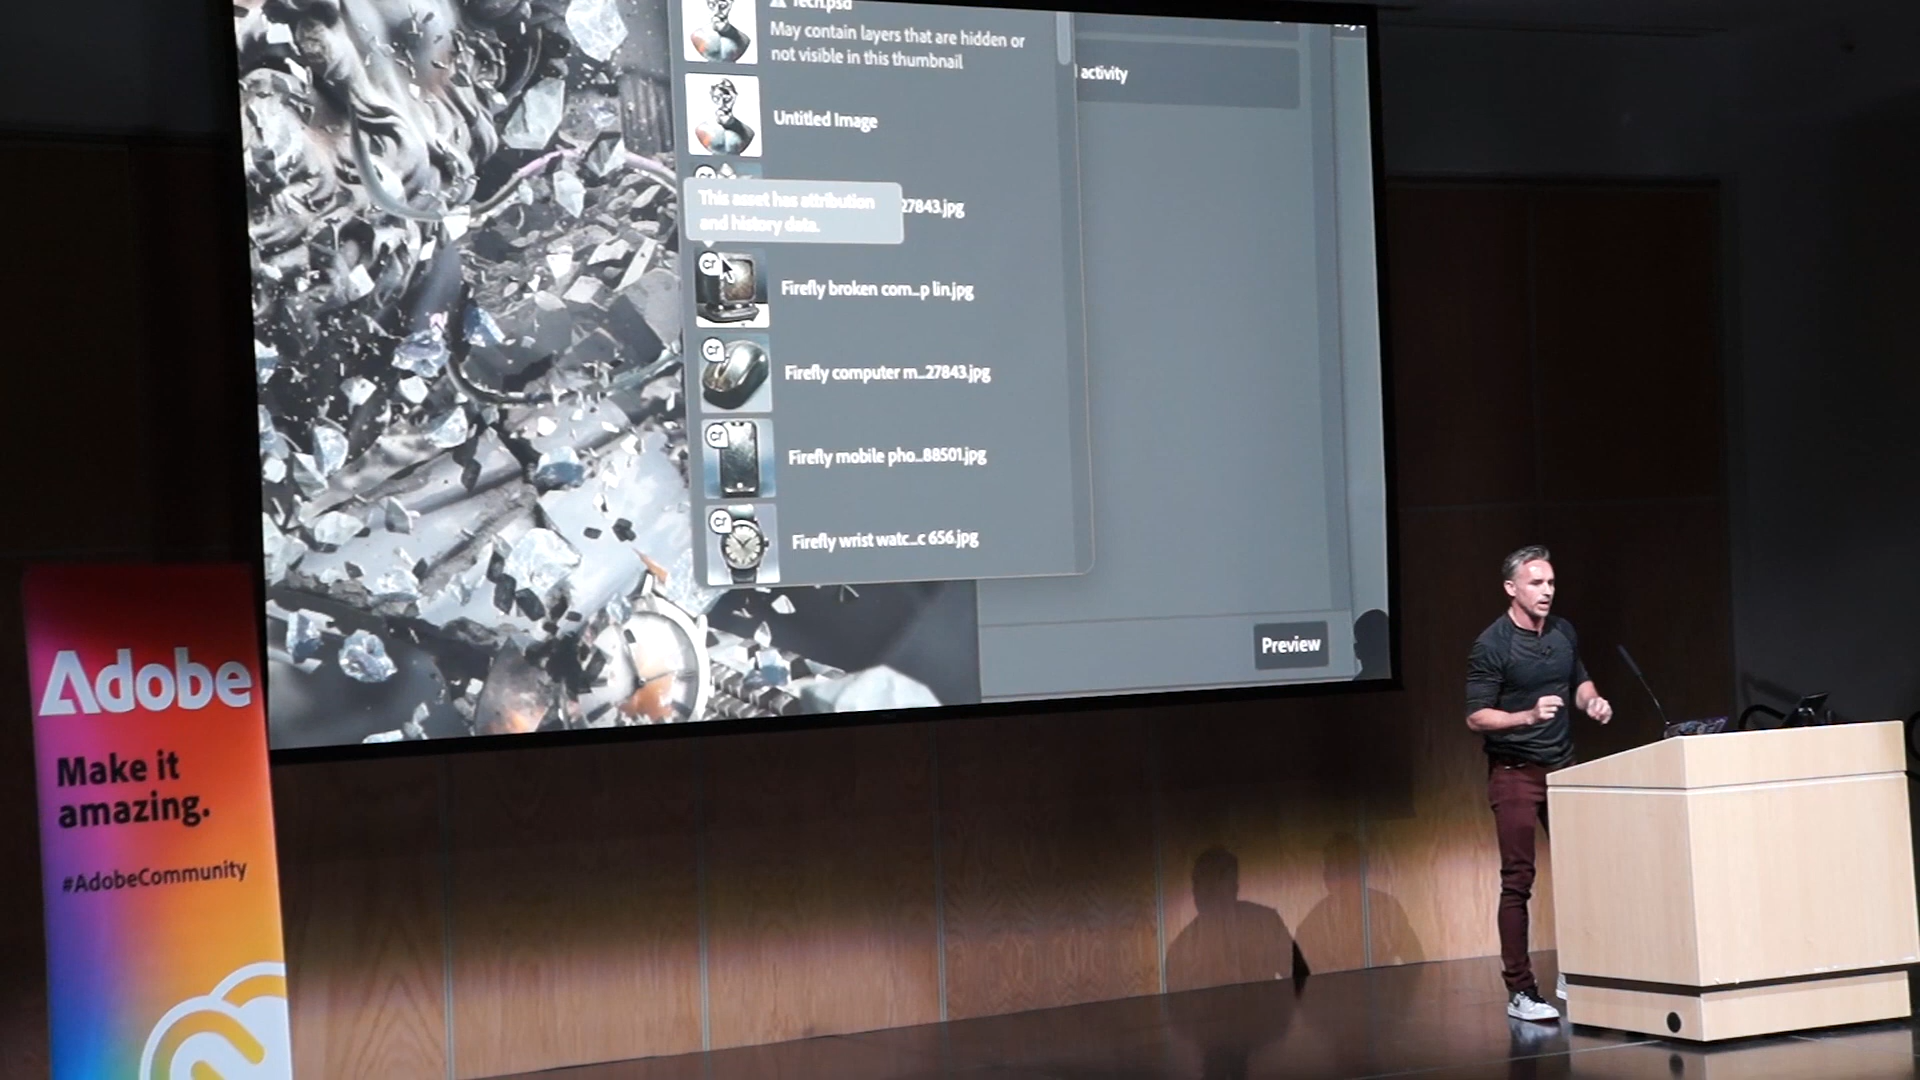 Tech.psd
May contain layers that are hidden or
not visible in this thumbnail
activity
Untitled Image
This asset has attribution
and history data.
27843.jpg
cr
Firefly broken com...p lin.jpg
cr
Firefly computer m...27843.jpg
cr
Firefly mobile pho...88501.jpg
cr
Firefly wrist watc...c 656.jpg
Preview
Adobe
Make it
amazing.
#AdobeCommunity